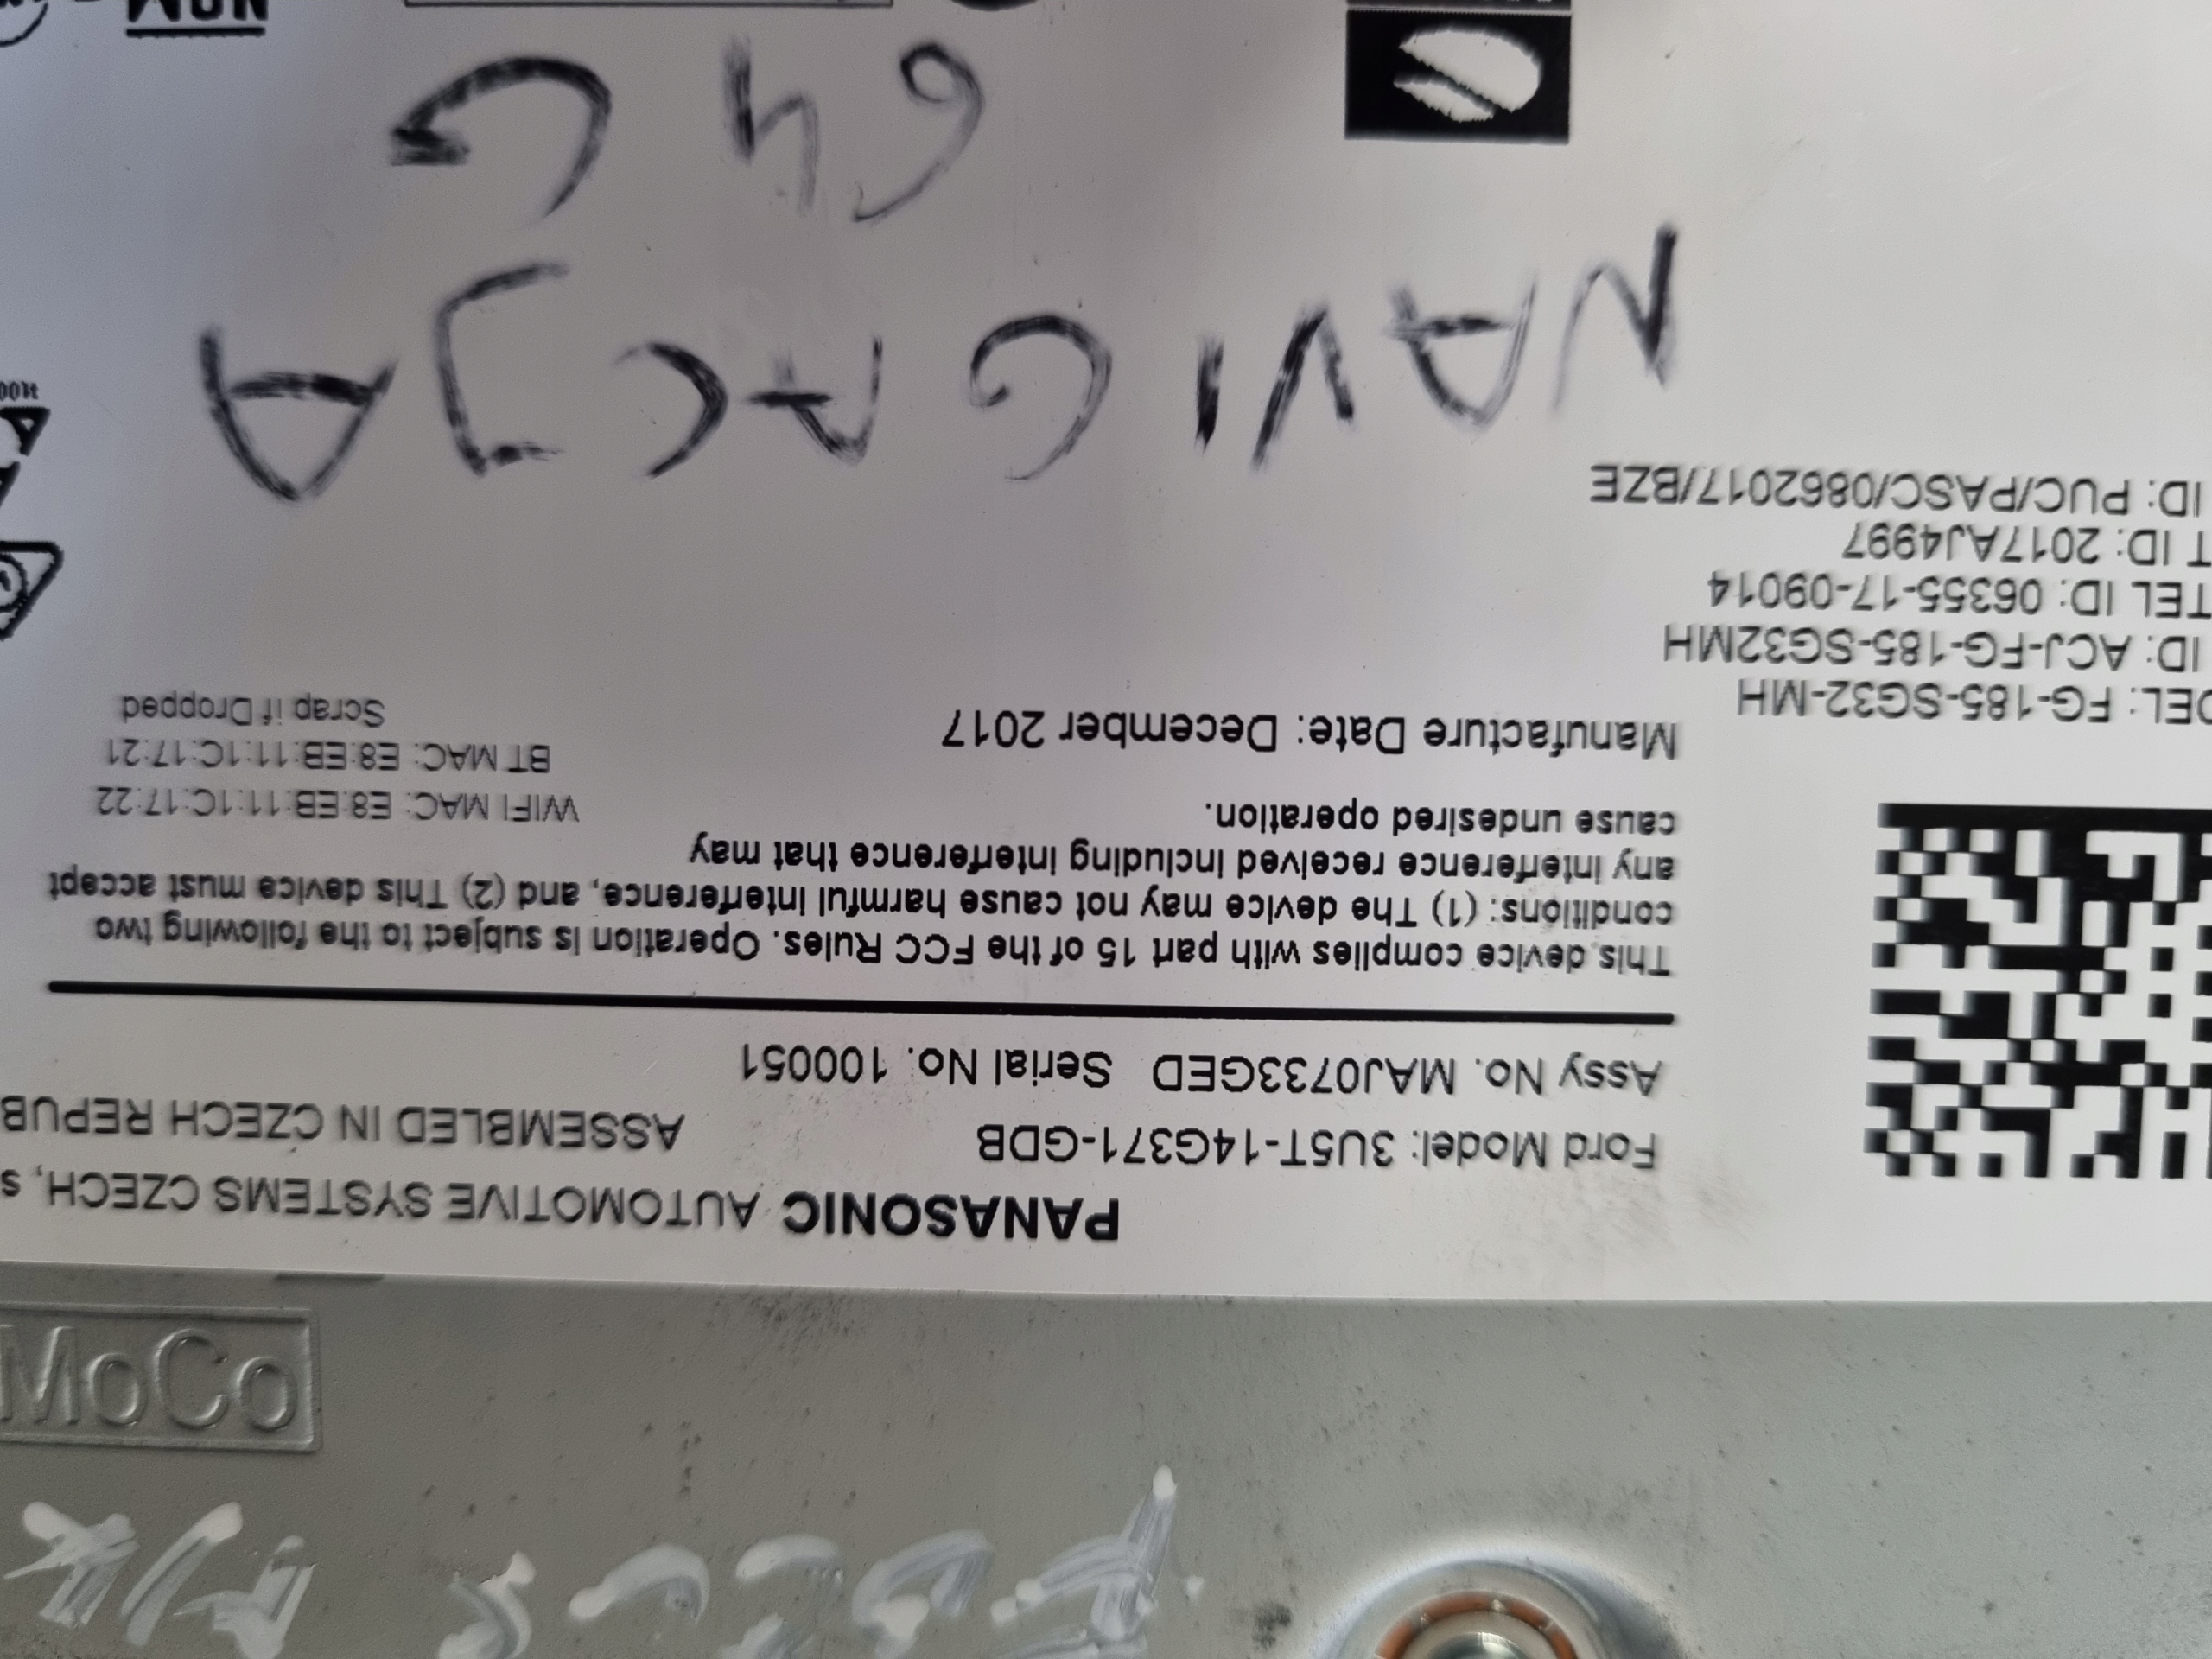 FOCUS MK
MoCo
PANASONIC AUTOMOTIVE SYSTEMS CZECH, s
Ford Model: 3U5T-14G371-GDB ASSEMBLED IN CZECH REPUB
Assy No. MAJ0733GED Serial No. 100051
This device complies with part 15 of the FCC Rules. Operation is subject to the following two
conditions: (1) The device may not cause harmful interference, and (2) This device must accept
any interference received including interference that may
cause undesired operation.
WIFI MAC: E8:EB:11:1C:17:22
BT MAC: E8:EB:11:1C:17:21
Manufacture Date: December 2017
Scrap if Dropped
DEL: FG-185-SG32-MH
ID: ACJ-FG-185-SG32MH
TEL ID: 06355-17-09014
T ID: 2017AJ4997
ID: PUC/PASC/0862017/BZE
NAVIGACJA
G4 G
NOM